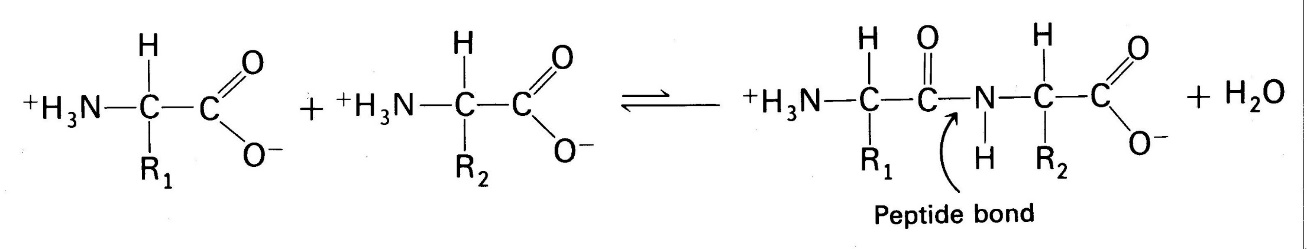 H O H O H O H O
⁺H₃N—C—C + ⁺H₃N—C—C ⇌ ⁺H₃N—C—C—N—C—C + H₂O
R₁ O⁻ R₂ O⁻ R₁ H R₂ O⁻
Peptide bond